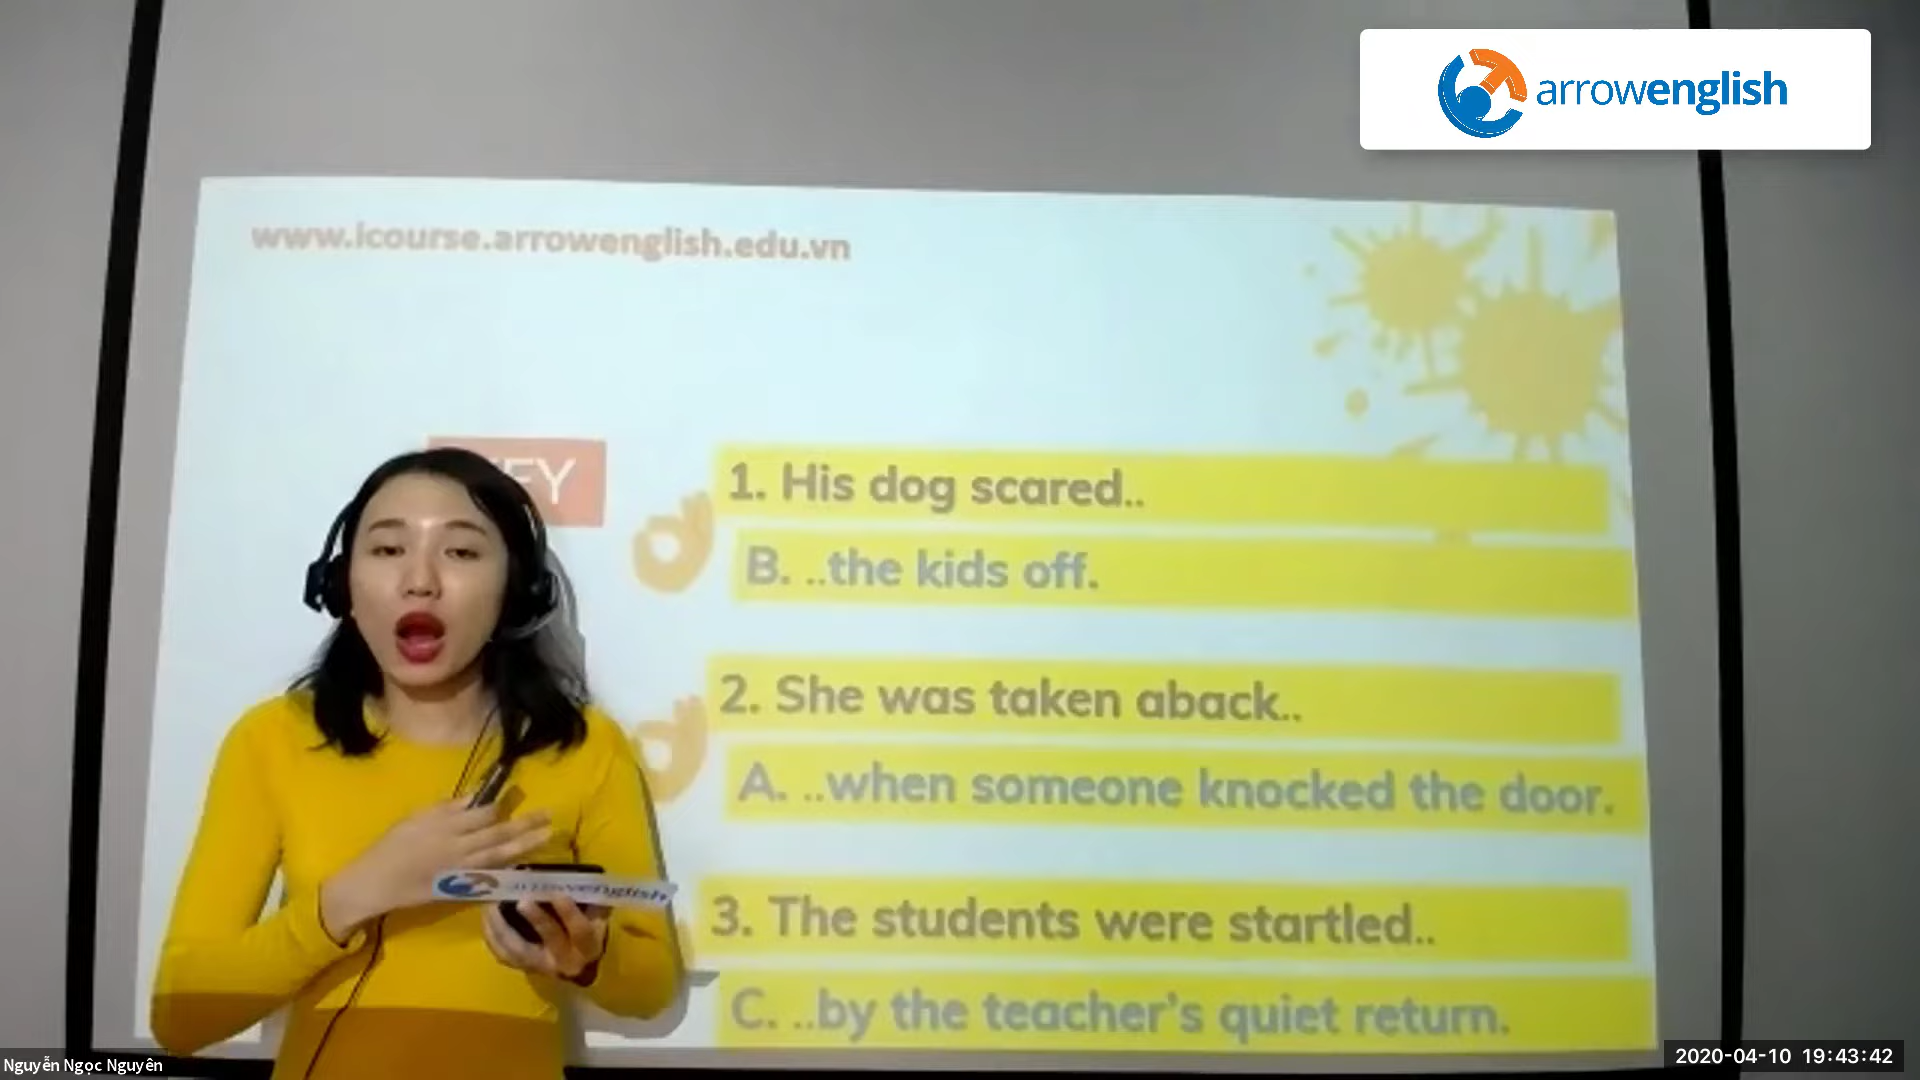 arrowenglish
www.icourse.arrowenglish.edu.vn
1. His dog scared..
B. ..the kids off.
2. She was taken aback..
A. ..when someone knocked the door.
3. The students were startled..
C. ..by the teacher's quiet return.
arrowenglish
Nguyễn Ngọc Nguyên
2020-04-10 19:43:42